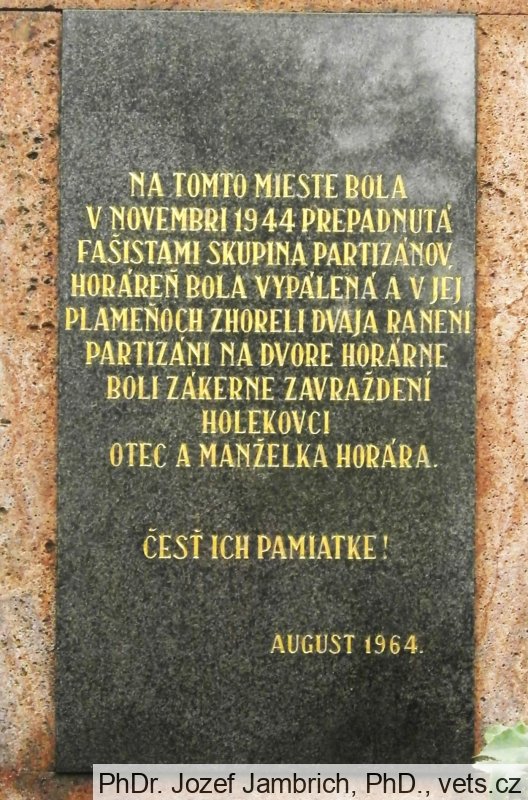 NA TOMTO MIESTE BOLA
V NOVEMBRI 1944 PREPADNUTÁ
FAŠISTAMI SKUPINA PARTIZÁNOV.
HORÁREŇ BOLA VYPÁLENÁ A V JEJ
PLAMEŇOCH ZHORELI DVAJA RANENÍ
PARTIZÁNI NA DVORE HORÁRNE
BOLI ZÁKERNE ZAVRAŽDENÍ
HOLEKOVCI
OTEC A MANŽELKA HORÁRA.
ČESŤ ICH PAMIATKE!
AUGUST 1964.
PhDr. Jozef Jambrich, PhD., vets.cz